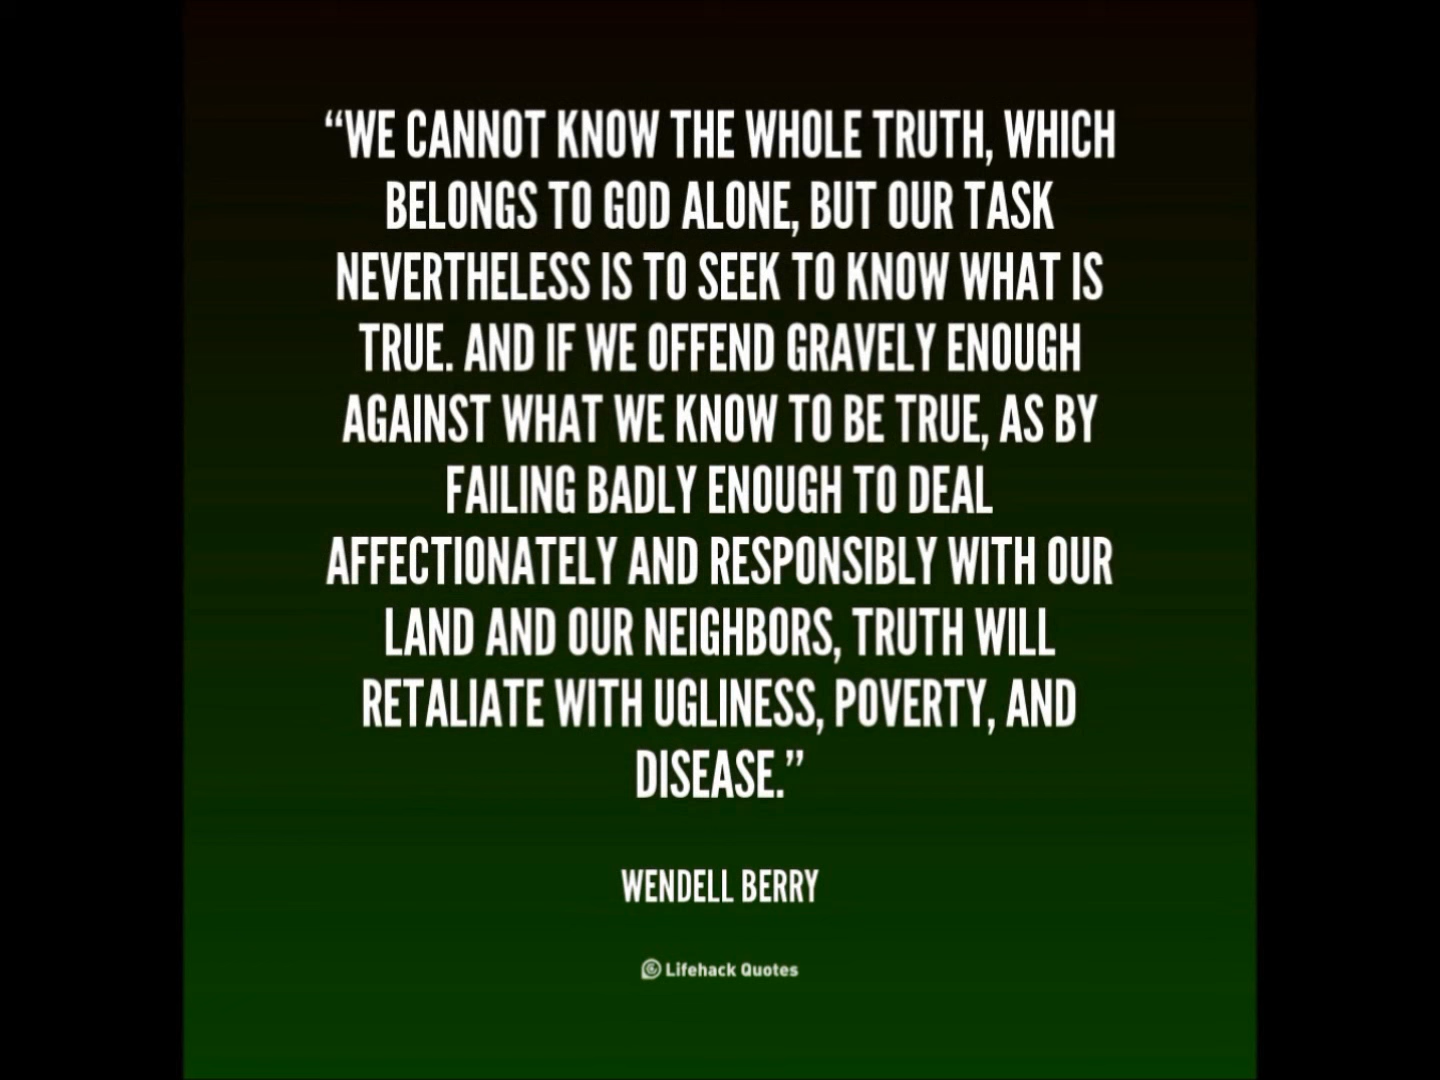 “WE CANNOT KNOW THE WHOLE TRUTH, WHICH
BELONGS TO GOD ALONE, BUT OUR TASK
NEVERTHELESS IS TO SEEK TO KNOW WHAT IS
TRUE. AND IF WE OFFEND GRAVELY ENOUGH
AGAINST WHAT WE KNOW TO BE TRUE, AS BY
FAILING BADLY ENOUGH TO DEAL
AFFECTIONATELY AND RESPONSIBLY WITH OUR
LAND AND OUR NEIGHBORS, TRUTH WILL
RETALIATE WITH UGLINESS, POVERTY, AND
DISEASE.”
WENDELL BERRY
Lifehack Quotes